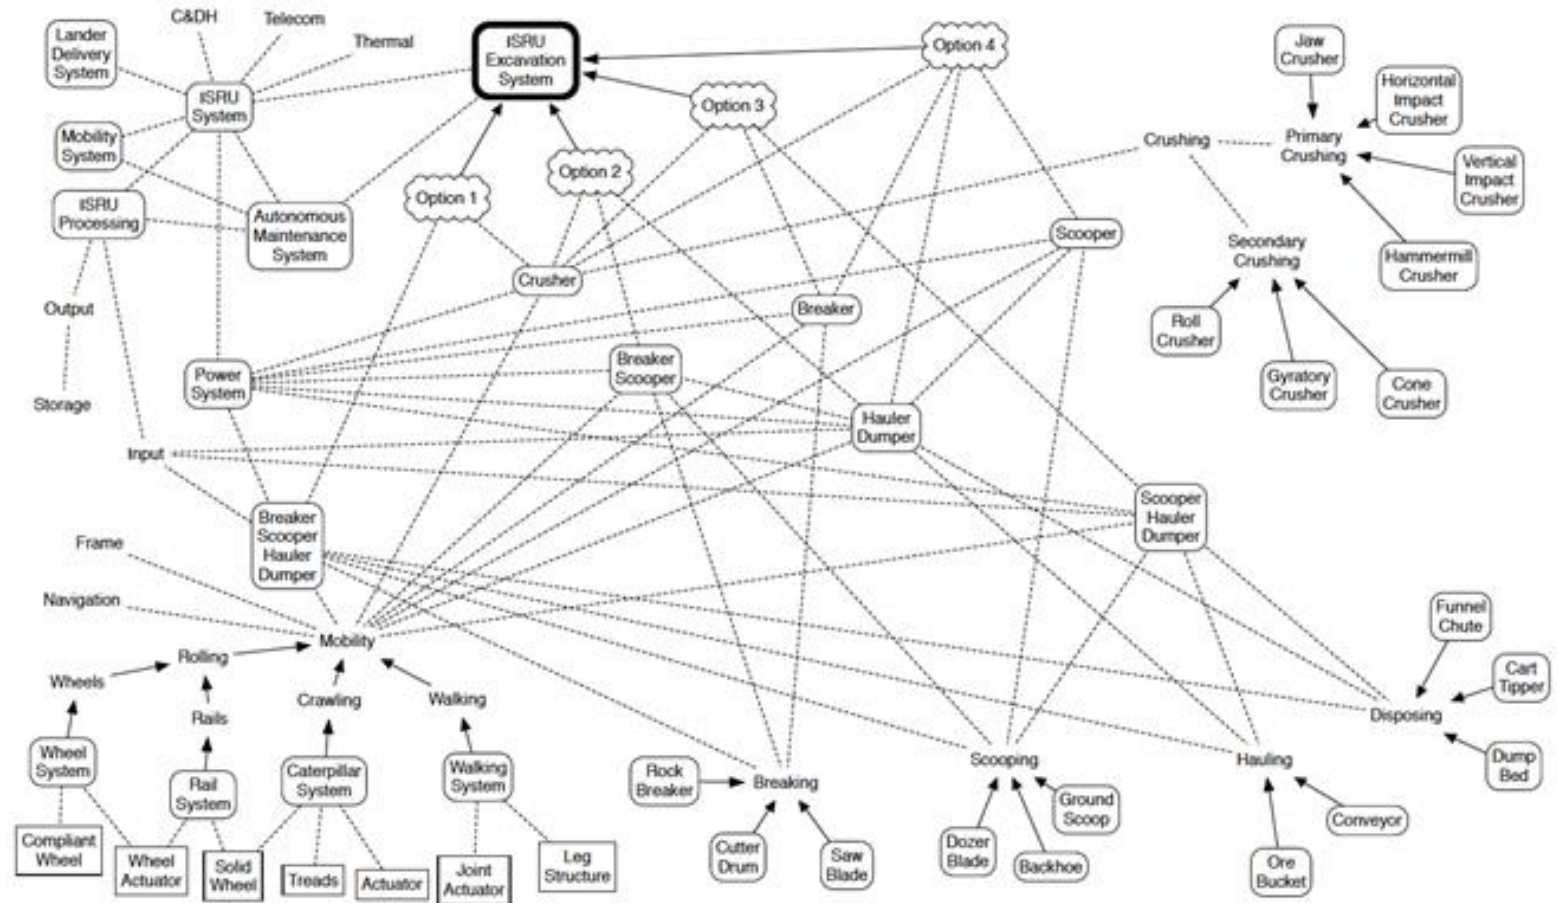 C&DH
Telecom
Thermal
Lander
Delivery
System
ISRU
System
ISRU
Excavation
System
Option 4
Option 3
Option 2
Option 1
Jaw
Crusher
Horizontal
Impact
Crusher
Crushing
Primary
Crushing
Vertical
Impact
Crusher
Mobility
System
ISRU
Processing
Autonomous
Maintenance
System
Scooper
Secondary
Crushing
Hammermill
Crusher
Crusher
Breaker
Output
Roll
Crusher
Gyratory
Crusher
Cone
Crusher
Power
System
Breaker
Scooper
Storage
Hauler
Dumper
Input
Breaker
Scooper
Hauler
Dumper
Scooper
Hauler
Dumper
Frame
Navigation
Mobility
Rolling
Wheels
Crawling
Walking
Rails
Funnel
Chute
Cart
Tipper
Disposing
Dump
Bed
Wheel
System
Rail
System
Caterpillar
System
Walking
System
Rock
Breaker
Breaking
Scooping
Hauling
Compliant
Wheel
Wheel
Actuator
Solid
Wheel
Treads
Actuator
Joint
Actuator
Leg
Structure
Cutter
Drum
Saw
Blade
Dozer
Blade
Backhoe
Ground
Scoop
Ore
Bucket
Conveyor